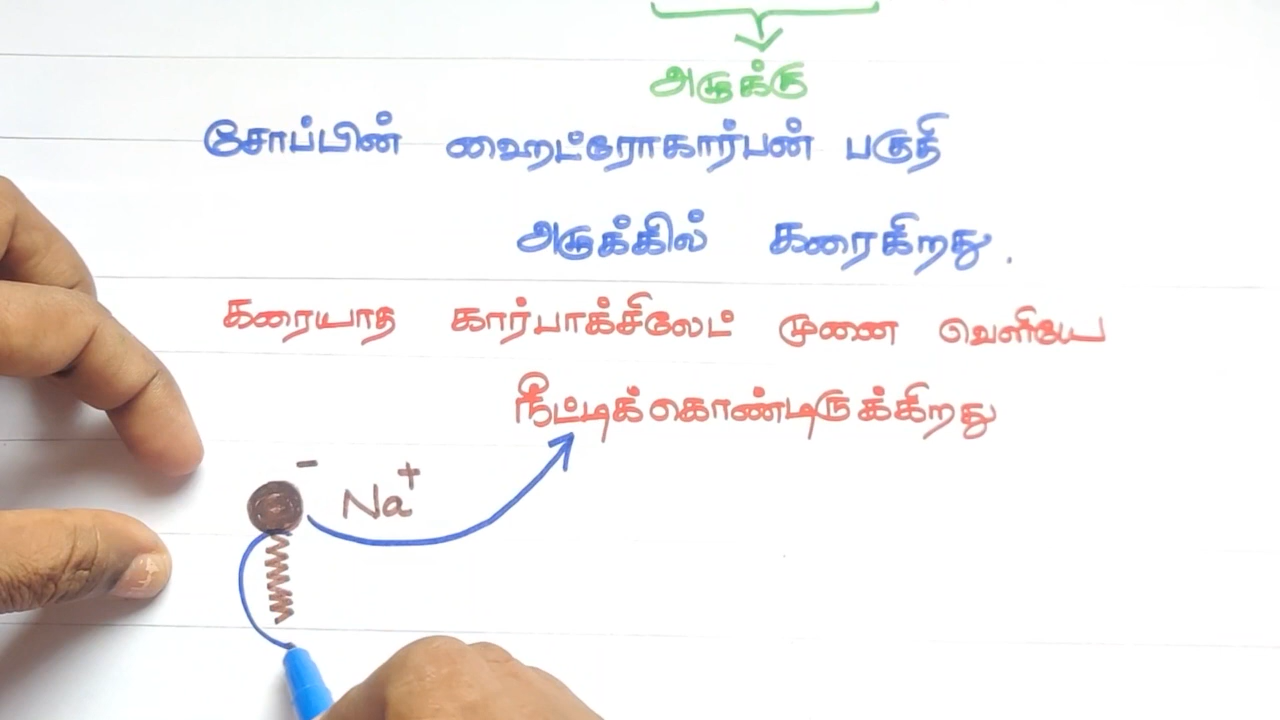 அழுக்கு
சோப்பின் ஹைட்ரோகார்பன் பகுதி
அழுக்கில் கரைகிறது.
கரையாத கார்பாக்சிலேட் முனை வெளியே
நீட்டிக்கொண்டிருக்கிறது
- Na+